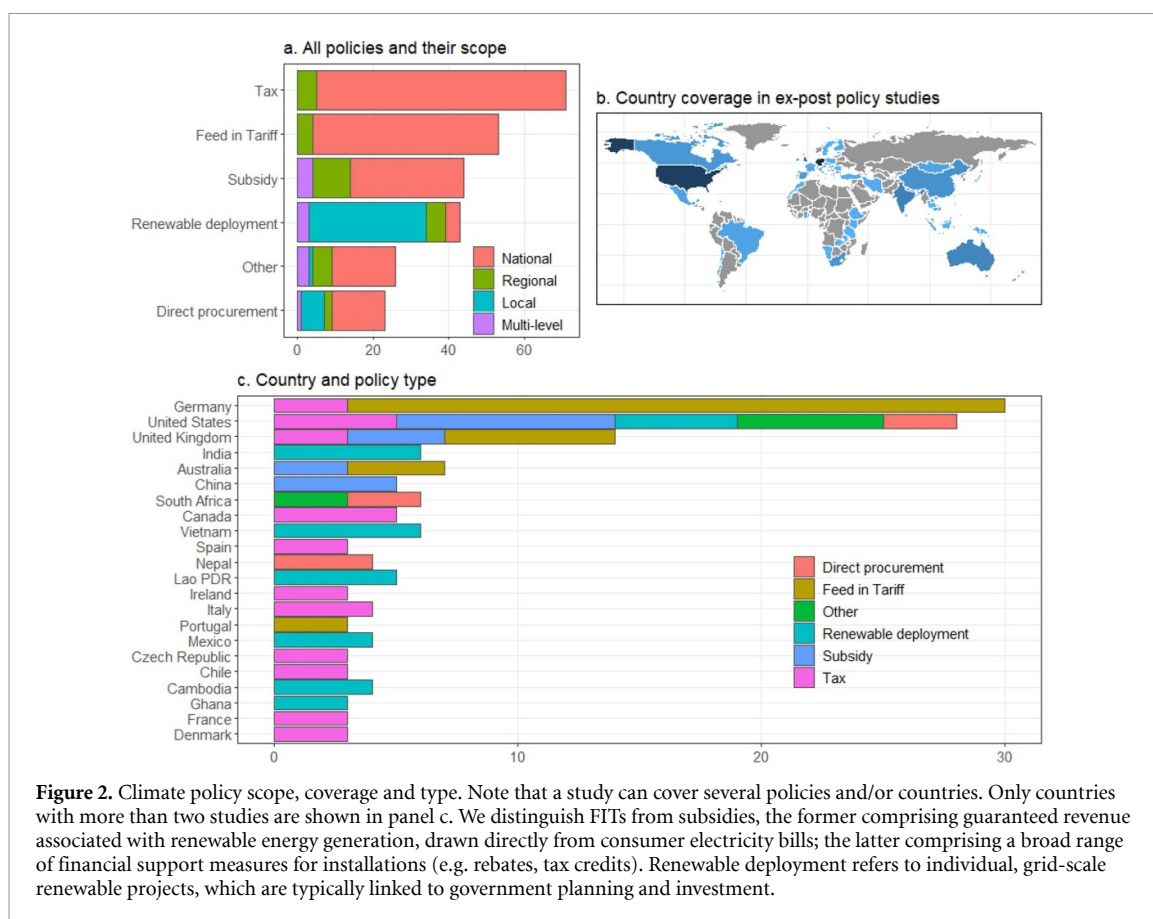 a. All policies and their scope
Tax
Feed in Tariff
Subsidy
Renewable deployment
Other
Direct procurement
National
Regional
Local
Multi-level
0 20 40 60
b. Country coverage in ex-post policy studies
c. Country and policy type
Germany
United States
United Kingdom
India
Australia
China
South Africa
Canada
Vietnam
Spain
Nepal
Lao PDR
Ireland
Italy
Portugal
Mexico
Czech Republic
Chile
Cambodia
Ghana
France
Denmark
Direct procurement
Feed in Tariff
Other
Renewable deployment
Subsidy
Tax
0 10 20 30
Figure 2. Climate policy scope, coverage and type. Note that a study can cover several policies and/or countries. Only countries
with more than two studies are shown in panel c. We distinguish FITs from subsidies, the former comprising guaranteed revenue
associated with renewable energy generation, drawn directly from consumer electricity bills; the latter comprising a broad range
of financial support measures for installations (e.g. rebates, tax credits). Renewable deployment refers to individual, grid-scale
renewable projects, which are typically linked to government planning and investment.